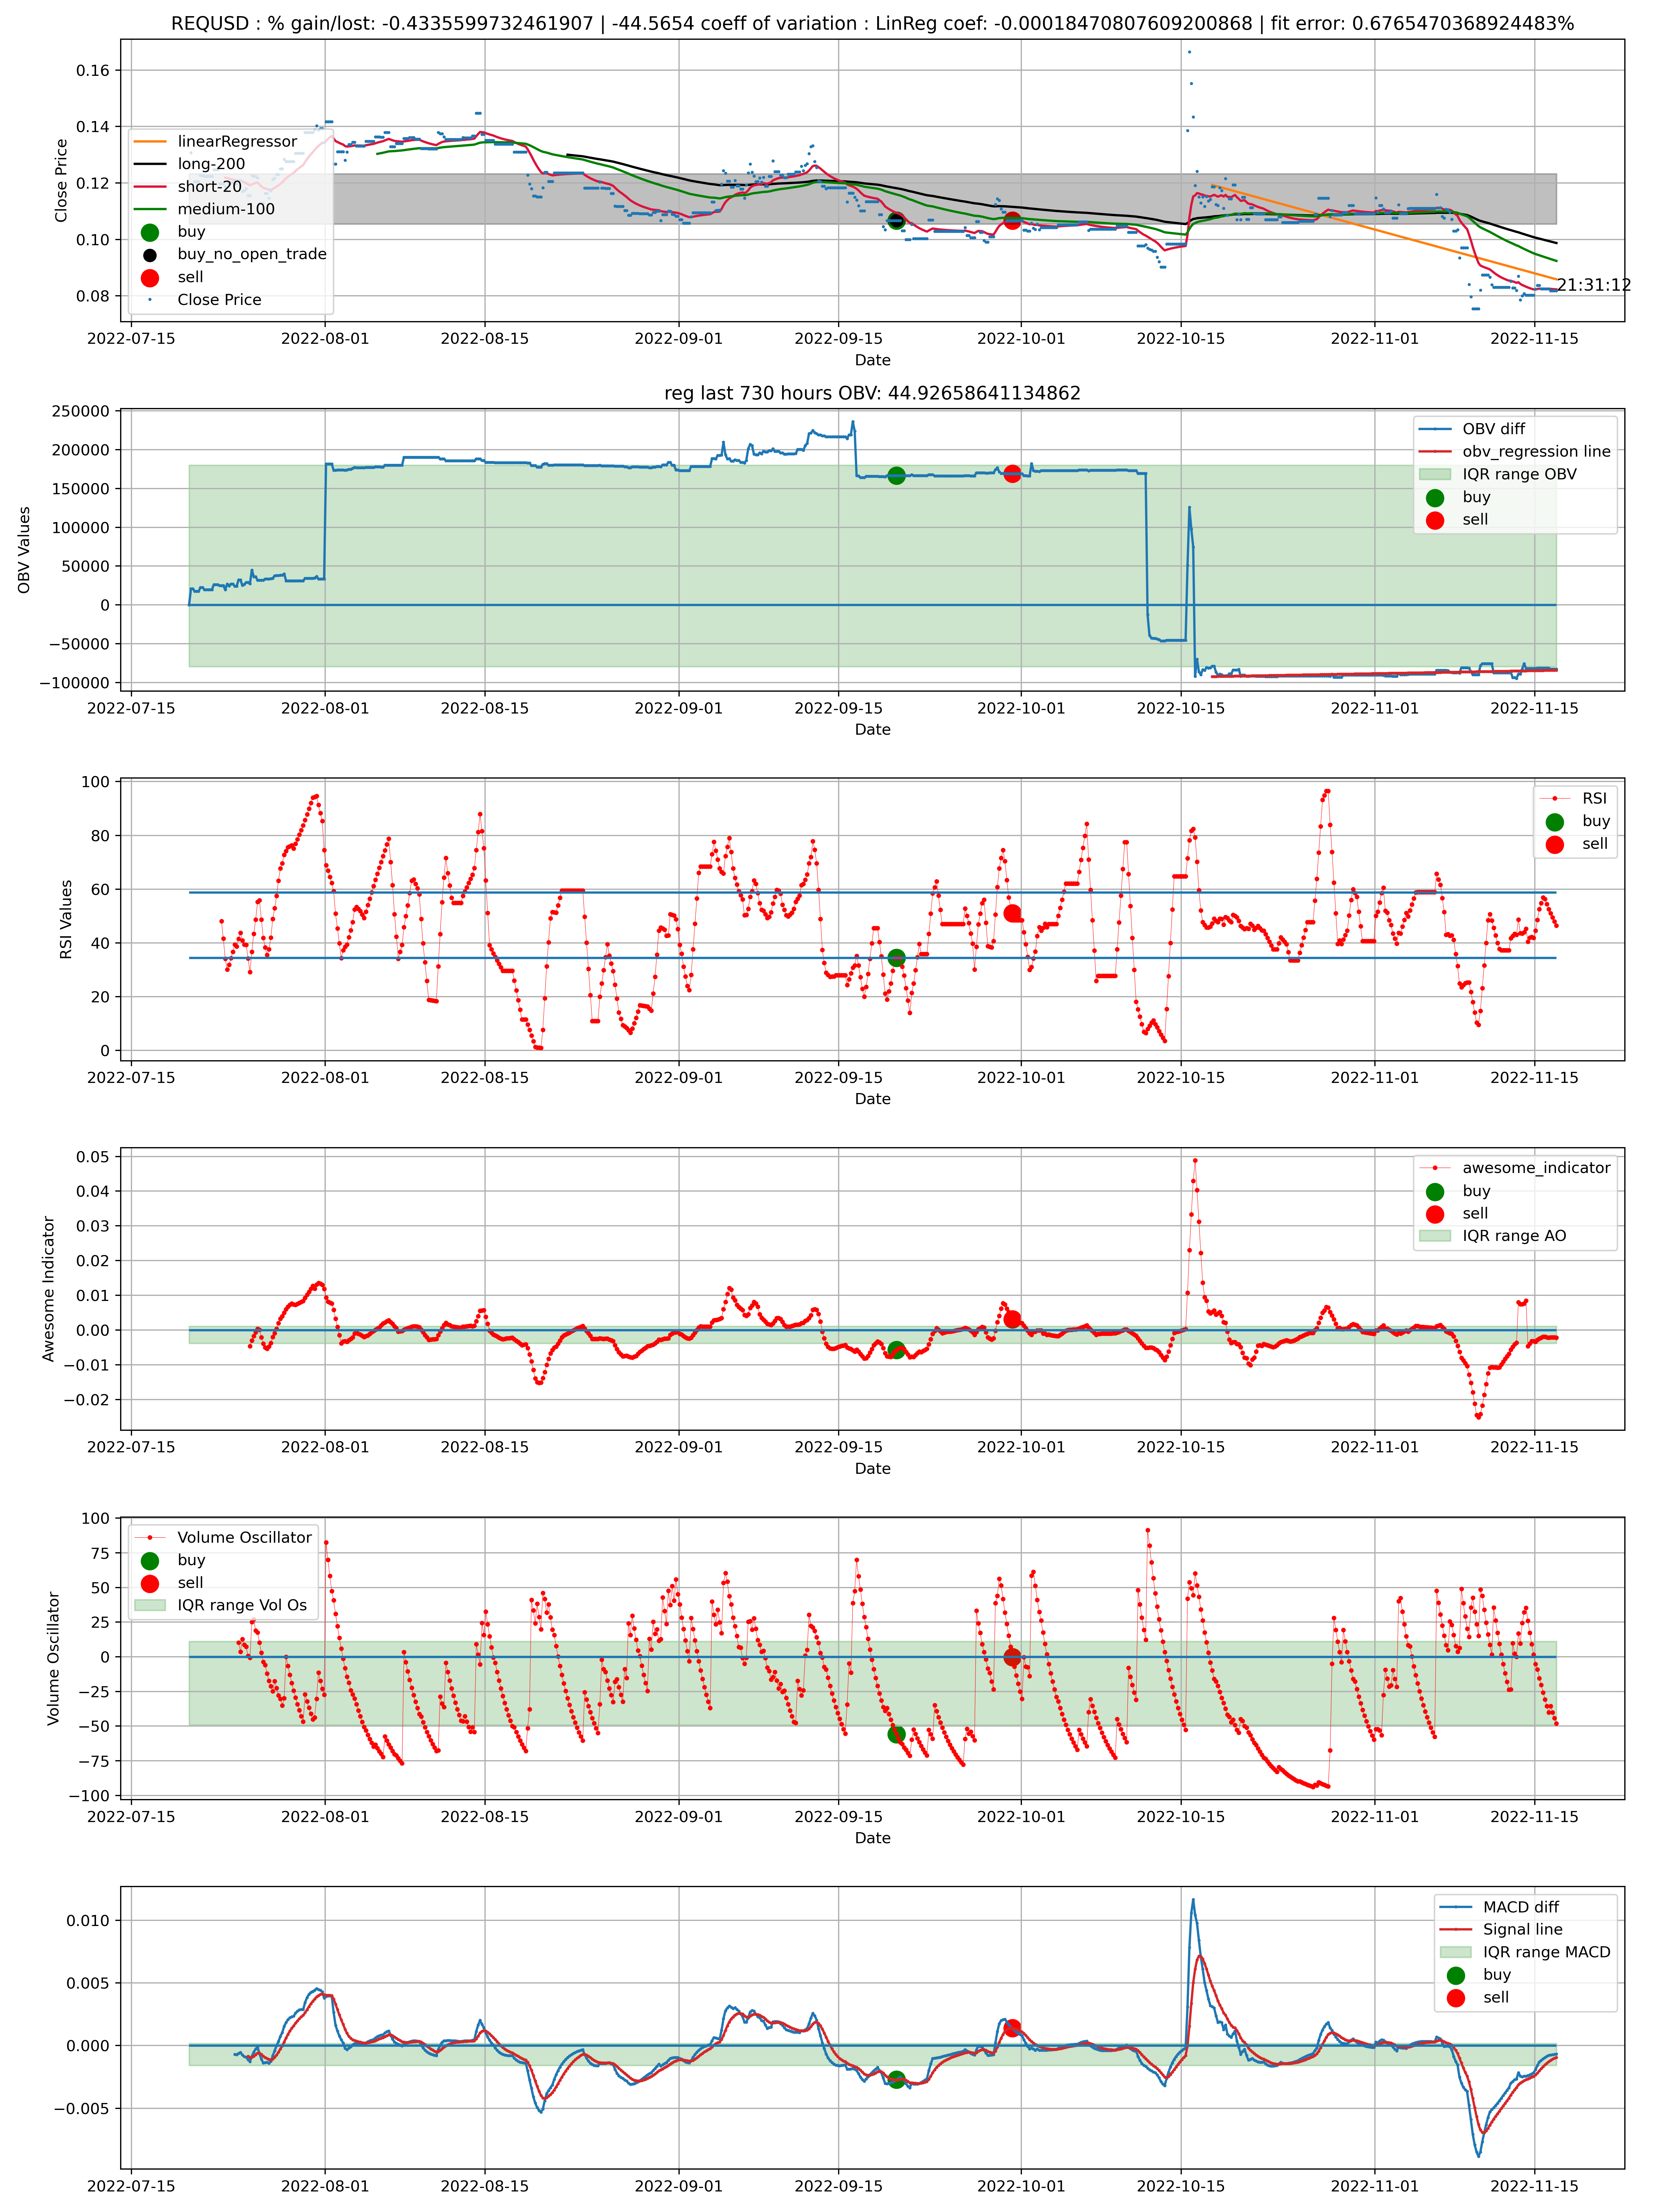 REQUSD : % gain/lost: -0.4335599732461907 | -44.5654 coeff of variation : LinReg coef: -0.00018470807609200868 | fit error: 0.6765470368924483%
Close Price
0.16
0.14
0.12
0.10
0.08
linearRegressor
long-200
short-20
medium-100
buy
buy_no_open_trade
sell
Close Price
21:31:12
2022-07-15 2022-08-01 2022-08-15 2022-09-01 2022-09-15 2022-10-01 2022-10-15 2022-11-01 2022-11-15
Date
reg last 730 hours OBV: 44.92658641134862
OBV Values
250000
200000
150000
100000
50000
0
−50000
−100000
OBV diff
obv_regression line
IQR range OBV
buy
sell
2022-07-15 2022-08-01 2022-08-15 2022-09-01 2022-09-15 2022-10-01 2022-10-15 2022-11-01 2022-11-15
Date
RSI Values
100
80
60
40
20
0
RSI
buy
sell
2022-07-15 2022-08-01 2022-08-15 2022-09-01 2022-09-15 2022-10-01 2022-10-15 2022-11-01 2022-11-15
Date
Awesome Indicator
0.05
0.04
0.03
0.02
0.01
0.00
−0.01
−0.02
awesome_indicator
buy
sell
IQR range AO
2022-07-15 2022-08-01 2022-08-15 2022-09-01 2022-09-15 2022-10-01 2022-10-15 2022-11-01 2022-11-15
Date
Volume Oscillator
100
75
50
25
0
−25
−50
−75
−100
Volume Oscillator
buy
sell
IQR range Vol Os
2022-07-15 2022-08-01 2022-08-15 2022-09-01 2022-09-15 2022-10-01 2022-10-15 2022-11-01 2022-11-15
Date
0.010
0.005
0.000
−0.005
MACD diff
Signal line
IQR range MACD
buy
sell
2022-07-15 2022-08-01 2022-08-15 2022-09-01 2022-09-15 2022-10-01 2022-10-15 2022-11-01 2022-11-15